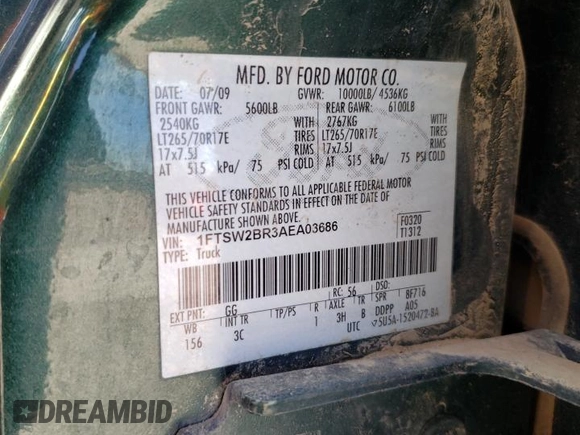 MFD. BY FORD MOTOR CO.
DATE: 07/09 GVWR: 10000LB/ 4536KG
FRONT GAWR: 5600LB REAR GAWR: 6100LB
2540KG WITH 2767KG WITH
LT265/70R17E TIRES LT265/70R17E TIRES
17x7.5J RIMS 17x7.5J RIMS
AT 515 kPa/ 75 PSI COLD AT 515 kPa/ 75 PSI COLD
THIS VEHICLE CONFORMS TO ALL APPLICABLE FEDERAL MOTOR
VEHICLE SAFETY STANDARDS IN EFFECT ON THE DATE OF
MANUFACTURE SHOWN ABOVE.
VIN: 1FTSW2BR3AEA03686 F0320
TYPE: Truck T1312
EXT PNT: GG RC: 56 DSO:
WB INT TR TP/PS R AXLE TR SPR BF716
156 3C 1 3H B DDPP A05
UTC 5U5A-1520472-BA
DREAMBID